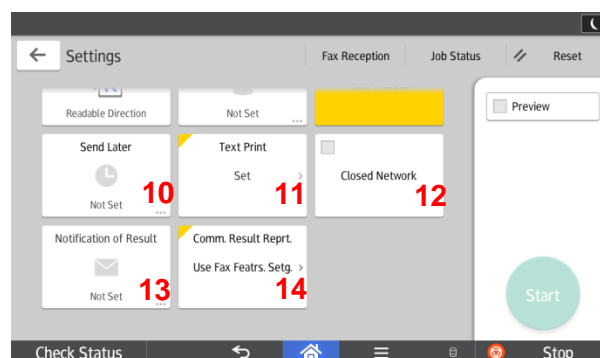 Settings
Fax Reception
Job Status
Reset
Readable Direction
Not Set
Preview
Send Later
Not Set
10
Text Print
Set
11
Closed Network
12
Notification of Result
Not Set
13
Comm. Result Reprt.
Use Fax Featrs. Setg.
14
Start
Check Status
Stop